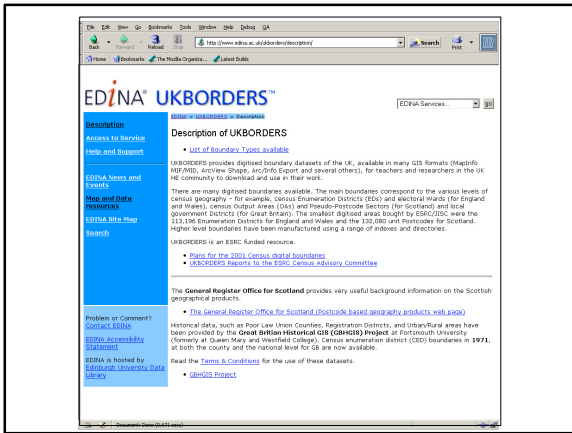 File Edit View Go Bookmarks Tools Window Help Debug QA
Back Forward Reload Stop http://www.edina.ac.uk/ukborders/description/ Search Print
Home Bookmarks The Mozilla Organiza... Latest Builds
EDINA® UKBORDERS™
EDINA Services... go
EDINA » UKBORDERS » Description
Description
Access to Service
Help and Support
EDINA News and
Events
Map and Data
resources
EDINA Site Map
Search
Problem or Comment?
Contact EDINA
EDINA Accessibility
Statement
EDINA is hosted by
Edinburgh University Data
Library
Description of UKBORDERS
• List of Boundary Types available
UKBORDERS provides digitised boundary datasets of the UK, available in many GIS formats (MapInfo
MIF/MID, ArcView Shape, Arc/Info Export and several others), for teachers and researchers in the UK
HE community to download and use in their work.
There are many digitised boundaries available. The main boundaries correspond to the various levels of
census geography - for example, census Enumeration Districts (EDs) and electoral Wards (for England
and Wales), census Output Areas (OAs) and Pseudo-Postcode Sectors (for Scotland) and local
government Districts (for Great Britain). The smallest digitised areas bought by ESRC/JISC were the
113,196 Enumeration Districts for England and Wales and the 132,080 unit Postcodes for Scotland.
Higher level boundaries have been manufactured using a range of indexes and directories.
UKBORDERS is an ESRC funded resource.
• Plans for the 2001 Census digital boundaries
• UKBORDERS Reports to the ESRC Census Advisory Committee
The General Register Office for Scotland provides very useful background information on the Scottish
geographical products.
• The General Register Office for Scotland (Postcode based geography products web page)
Historical data, such as Poor Law Union Counties, Registration Districts, and Urban/Rural areas have
been provided by the Great Britian Historical GIS (GBHGIS) Project at Portsmouth University
(formerly at Queen Mary and Westfield College). Census enumeration district (CED) boundaries in 1971,
at both the county and the national level for GB are now available.
Read the Terms & Conditions for the use of these datasets.
• GBHGIS Project
Document: Done (0.671 secs)